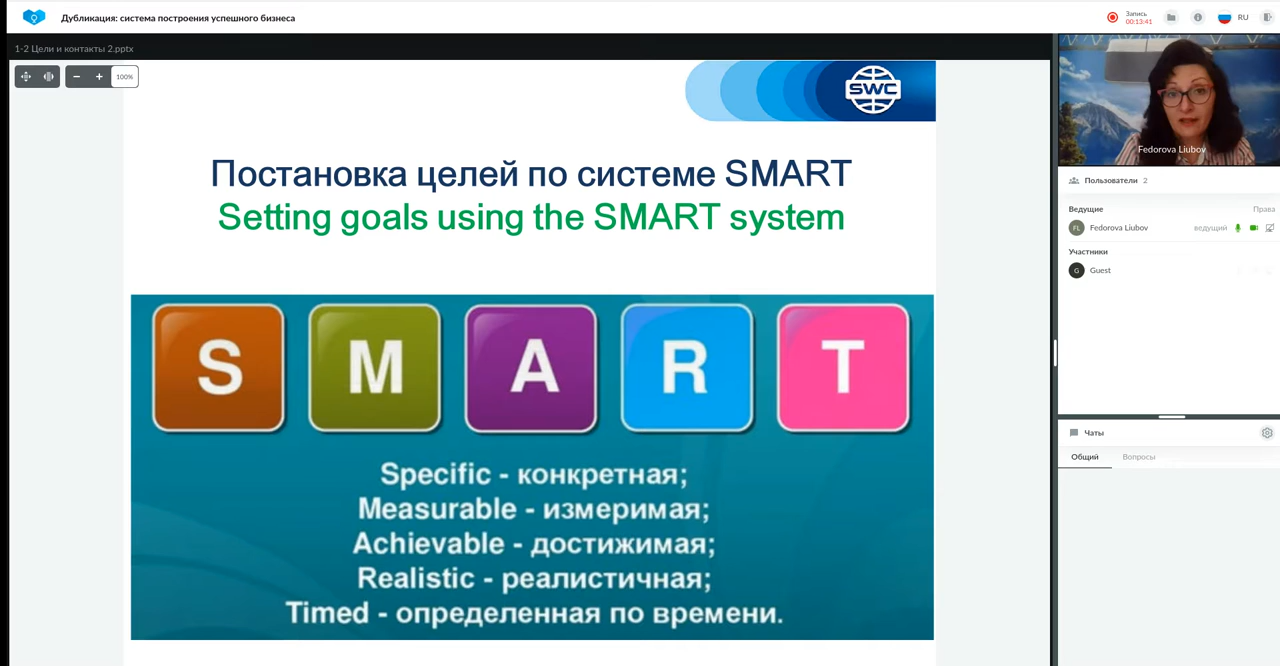 Дубликация: система построения успешного бизнеса
Запись
00:13:41
RU
1-2 Цели и контакты 2.pptx
100%
SWC
Постановка целей по системе SMART
Setting goals using the SMART system
S M A R T
Specific - конкретная;
Measurable - измеримая;
Achievable - достижимая;
Realistic - реалистичная;
Timed - определенная по времени.
Fedorova Liubov
Пользователи 2
Ведущие Права
FL Fedorova Liubov ведущий
Участники
G Guest
Чаты
Общий Вопросы